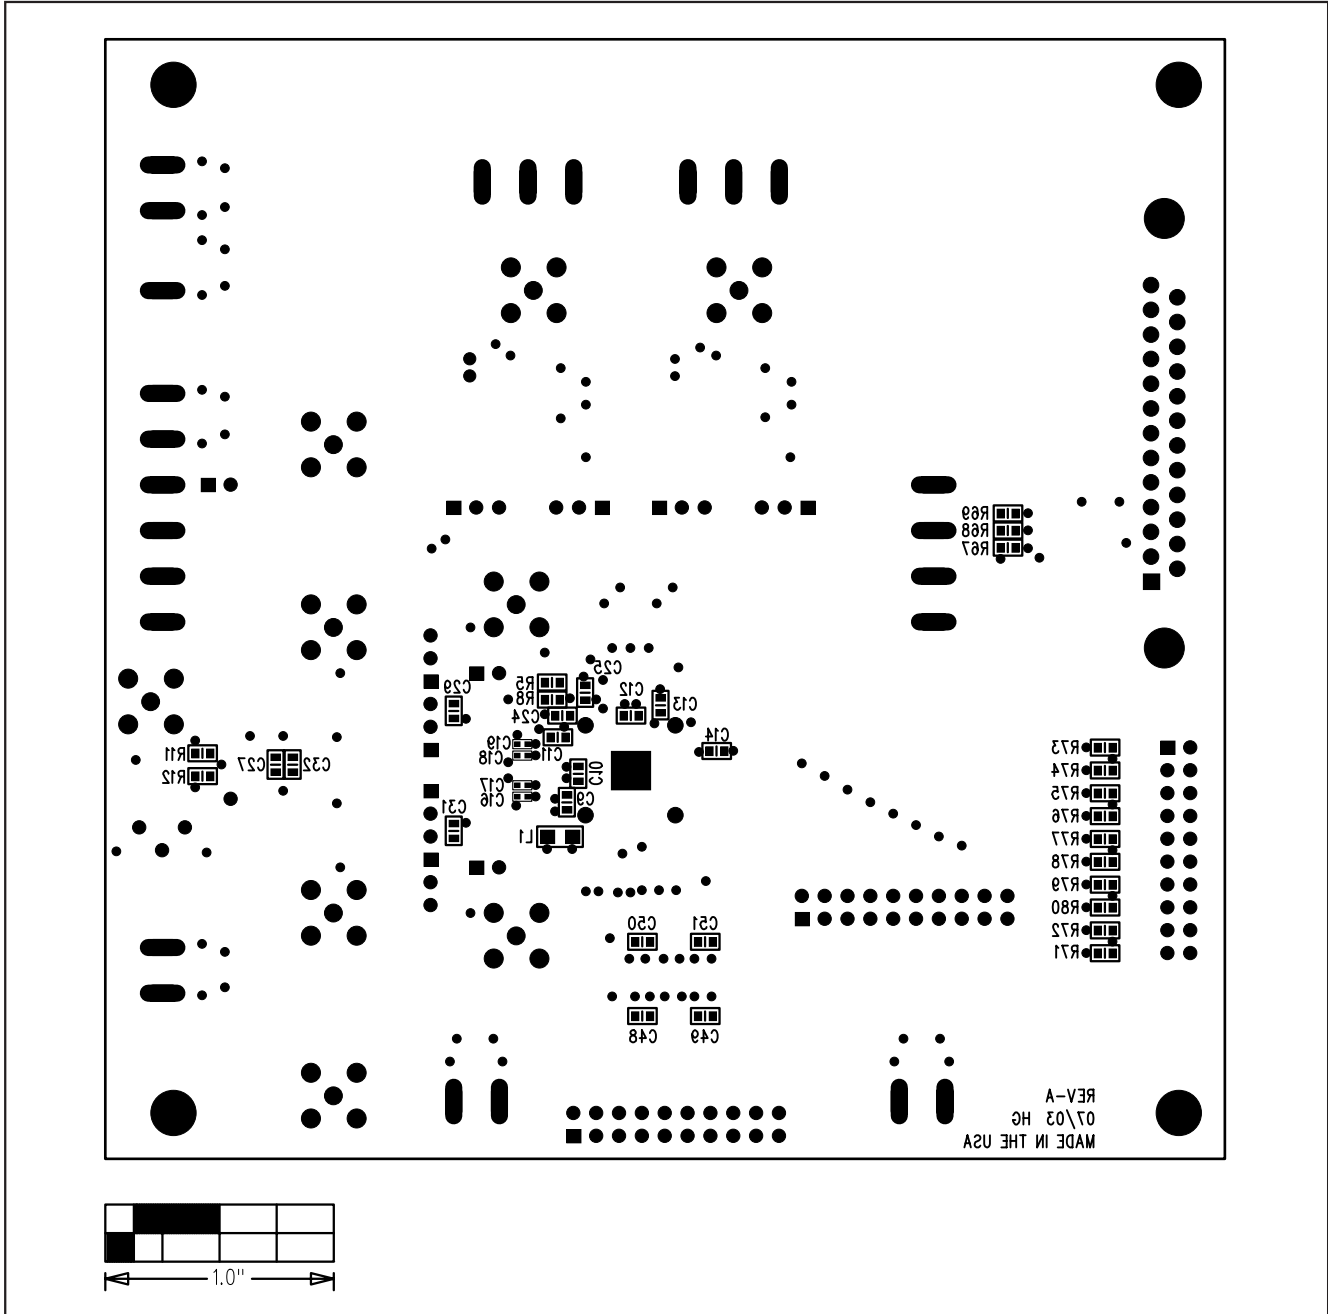 R69
R68
R67
C25
R5
C29
C12
R8
C13
C24
C14
C19
C11
R11
C18
R73
C27
C32
C10
R74
R12
C17
R75
C16
C9
C31
R76
L1
R77
R78
R79
R80
C50
C51
R72
R71
C48
C49
REV-A
07/03 HG
MADE IN THE USA
1.0"